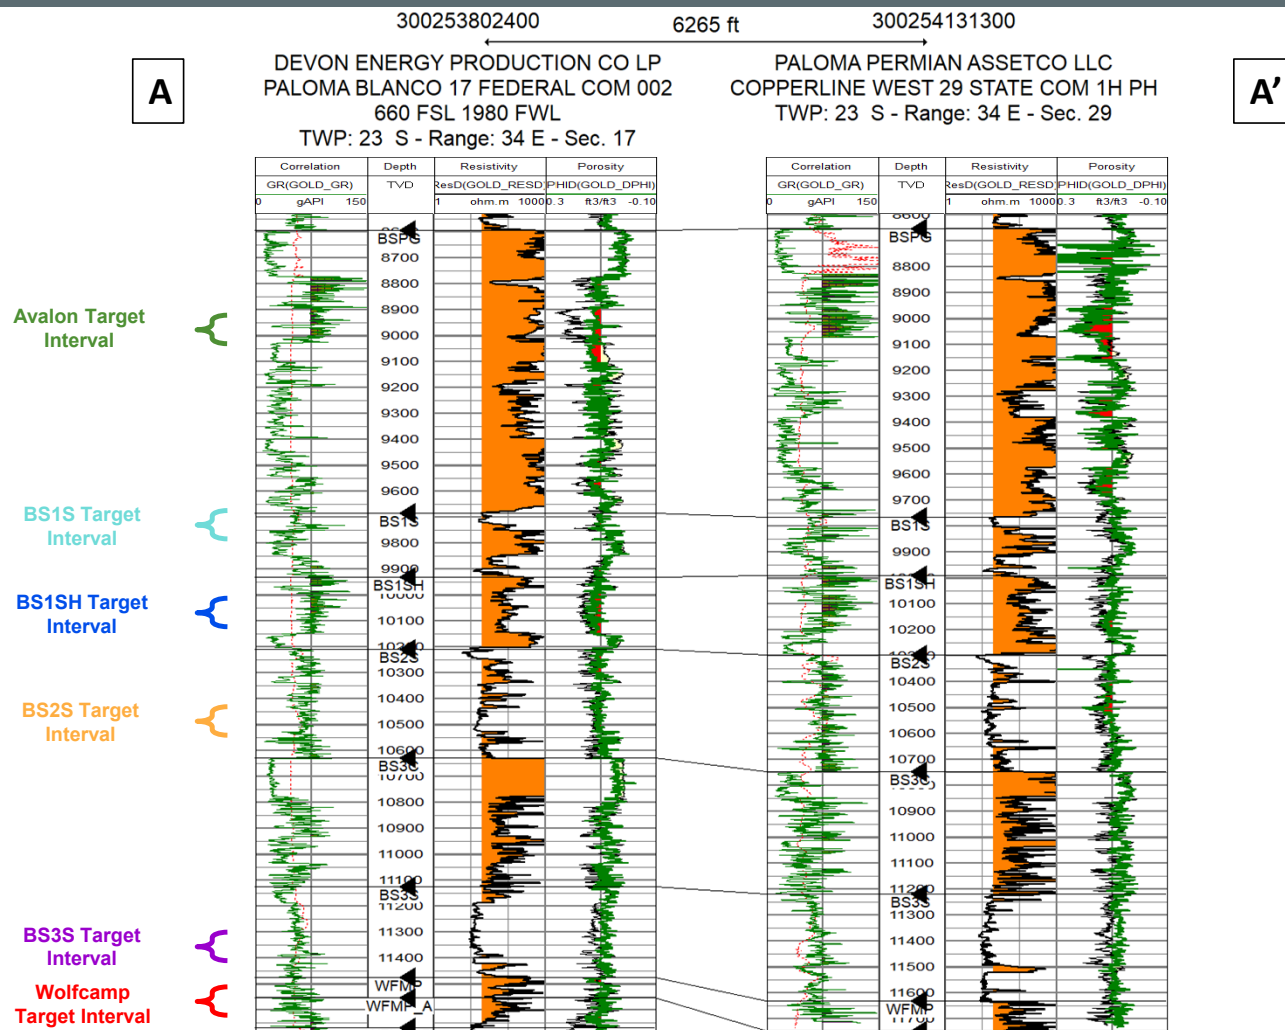 300253802400
6265 ft
300254131300
A
DEVON ENERGY PRODUCTION CO LP
PALOMA BLANCO 17 FEDERAL COM 002
660 FSL 1980 FWL
TWP: 23 S - Range: 34 E - Sec. 17
PALOMA PERMIAN ASSETCO LLC
COPPERLINE WEST 29 STATE COM 1H PH
TWP: 23 S - Range: 34 E - Sec. 29
A’
Correlation Depth Resistivity Porosity
GR(GOLD_GR) TVD ResD(GOLD_RESD) PHID(GOLD_DPHI)
0 gAPI 150 1 ohm.m 1000 0.3 ft3/ft3 -0.10
BSPG
8700
8800
8900
9000
9100
9200
9300
9400
9500
9600
BS1S
9800
9900
BS1SH
10000
10100
10200
BS2S
10300
10400
10500
10600
BS3C
10700
10800
10900
11000
11100
BS3S
11200
11300
11400
WFMP
WFMP_A
Correlation Depth Resistivity Porosity
GR(GOLD_GR) TVD ResD(GOLD_RESD) PHID(GOLD_DPHI)
0 gAPI 150 1 ohm.m 1000 0.3 ft3/ft3 -0.10
8600
BSPG
8800
8900
9000
9100
9200
9300
9400
9500
9600
9700
BS1S
9900
BS1SH
10100
10200
BS2S
10400
10500
10600
10700
BS3C
10900
11000
11100
11200
BS3S
11300
11400
11500
11600
WFMP
11700
Avalon Target
Interval
BS1S Target
Interval
BS1SH Target
Interval
BS2S Target
Interval
BS3S Target
Interval
Wolfcamp
Target Interval